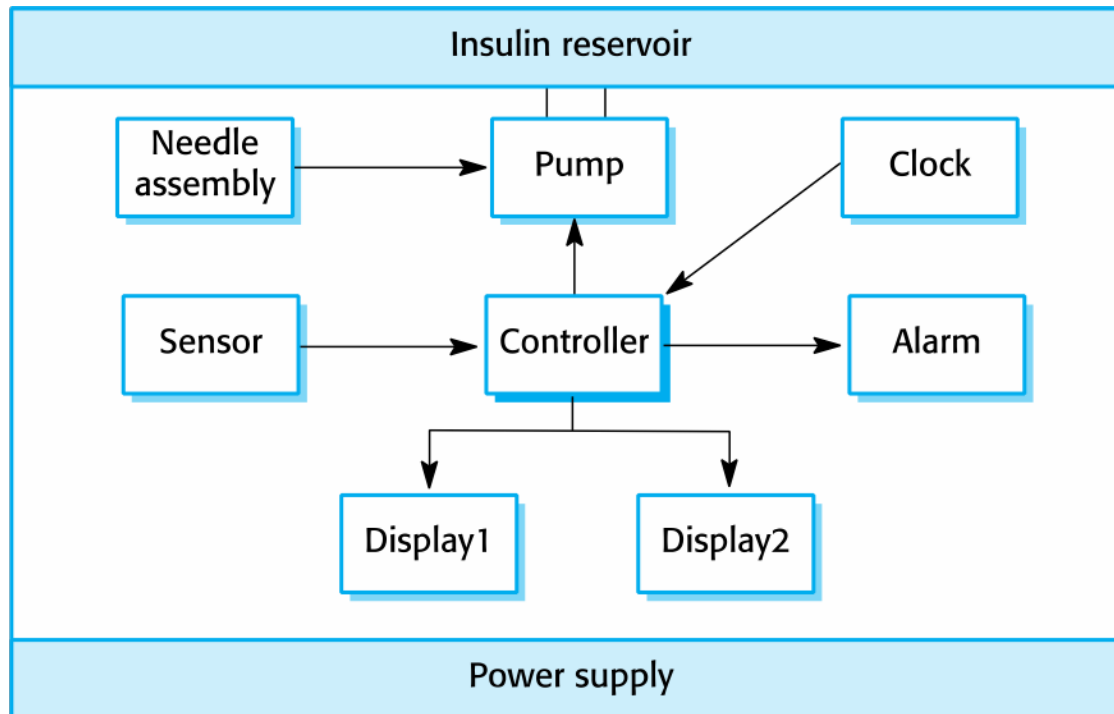 Insulin reservoir
Needle
assembly
Pump
Clock
Sensor
Controller
Alarm
Display1
Display2
Power supply